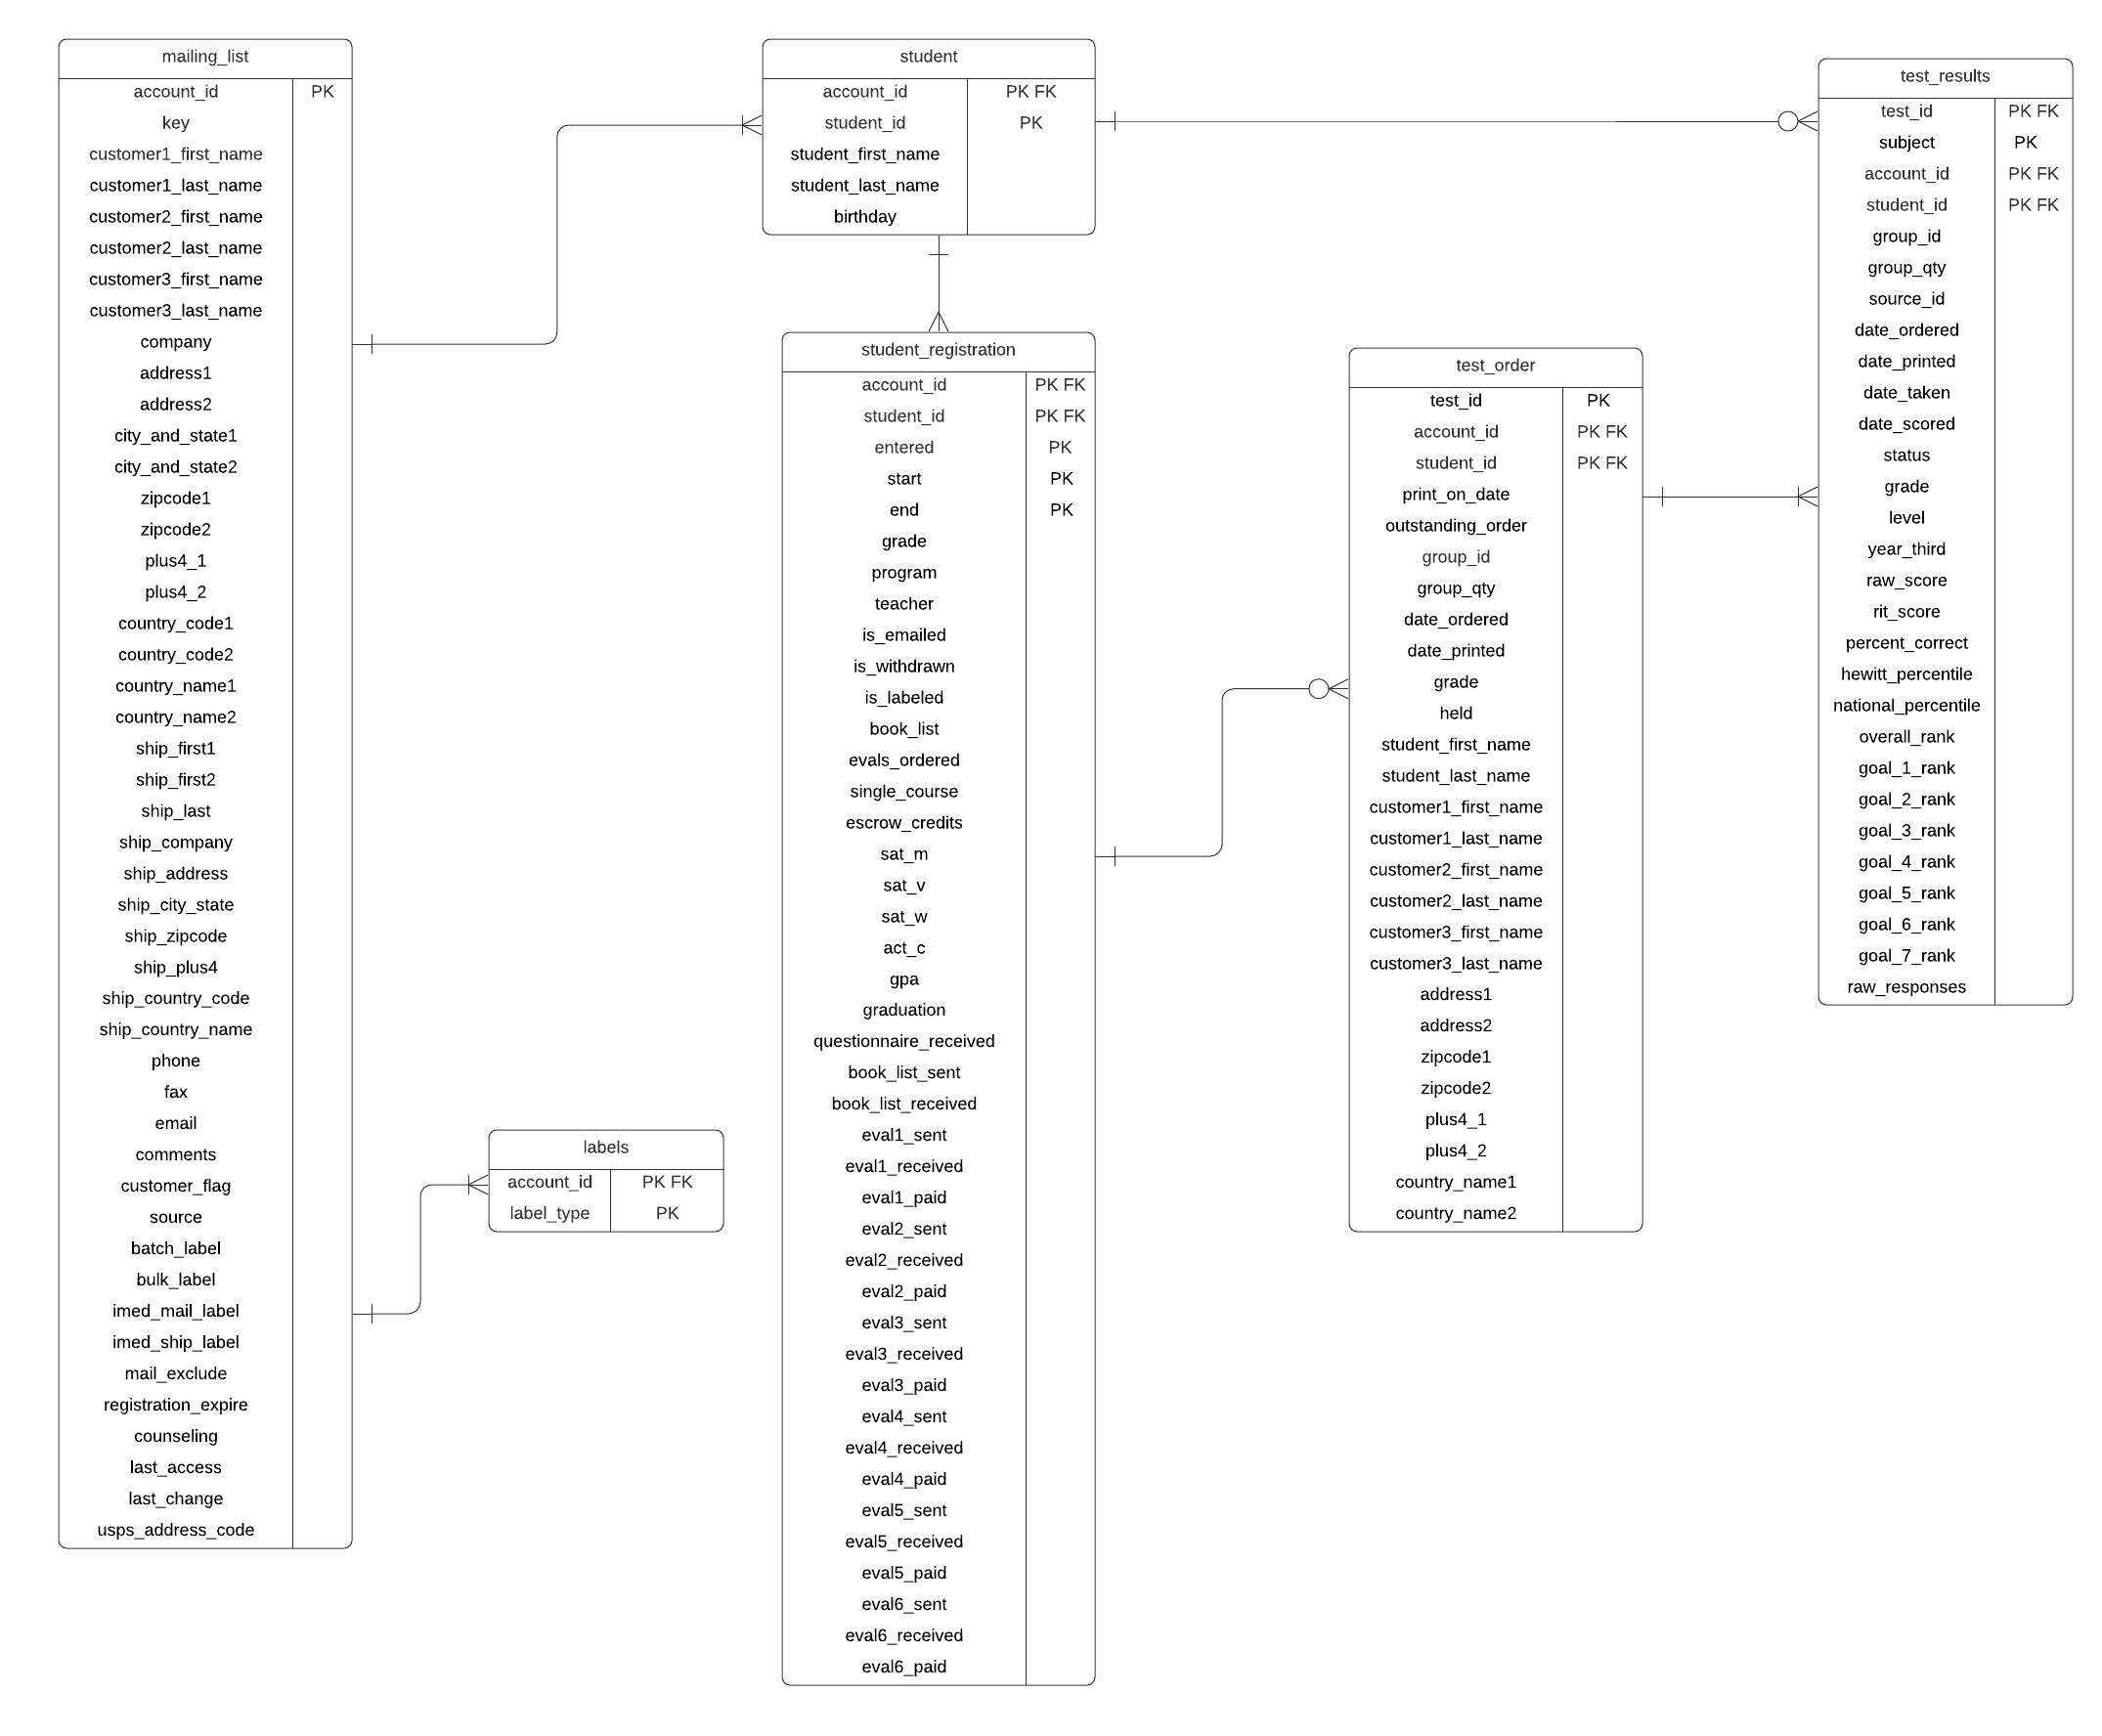 mailing_list
account_id PK
key
customer1_first_name
customer1_last_name
customer2_first_name
customer2_last_name
customer3_first_name
customer3_last_name
company
address1
address2
city_and_state1
city_and_state2
zipcode1
zipcode2
plus4_1
plus4_2
country_code1
country_code2
country_name1
country_name2
ship_first1
ship_first2
ship_last
ship_company
ship_address
ship_city_state
ship_zipcode
ship_plus4
ship_country_code
ship_country_name
phone
fax
email
comments
customer_flag
source
batch_label
bulk_label
imed_mail_label
imed_ship_label
mail_exclude
registration_expire
counseling
last_access
last_change
usps_address_code
labels
account_id PK FK
label_type PK
student
account_id PK FK
student_id PK
student_first_name
student_last_name
birthday
student_registration
account_id PK FK
student_id PK FK
entered PK
start PK
end PK
grade
program
teacher
is_emailed
is_withdrawn
is_labeled
book_list
evals_ordered
single_course
escrow_credits
sat_m
sat_v
sat_w
act_c
gpa
graduation
questionnaire_received
book_list_sent
book_list_received
eval1_sent
eval1_received
eval1_paid
eval2_sent
eval2_received
eval2_paid
eval3_sent
eval3_received
eval3_paid
eval4_sent
eval4_received
eval4_paid
eval5_sent
eval5_received
eval5_paid
eval6_sent
eval6_received
eval6_paid
test_order
test_id PK
account_id PK FK
student_id PK FK
print_on_date
outstanding_order
group_id
group_qty
date_ordered
date_printed
grade
held
student_first_name
student_last_name
customer1_first_name
customer1_last_name
customer2_first_name
customer2_last_name
customer3_first_name
customer3_last_name
address1
address2
zipcode1
zipcode2
plus4_1
plus4_2
country_name1
country_name2
test_results
test_id PK FK
subject PK
account_id PK FK
student_id PK FK
group_id
group_qty
source_id
date_ordered
date_printed
date_taken
date_scored
status
grade
level
year_third
raw_score
rit_score
percent_correct
hewitt_percentile
national_percentile
overall_rank
goal_1_rank
goal_2_rank
goal_3_rank
goal_4_rank
goal_5_rank
goal_6_rank
goal_7_rank
raw_responses